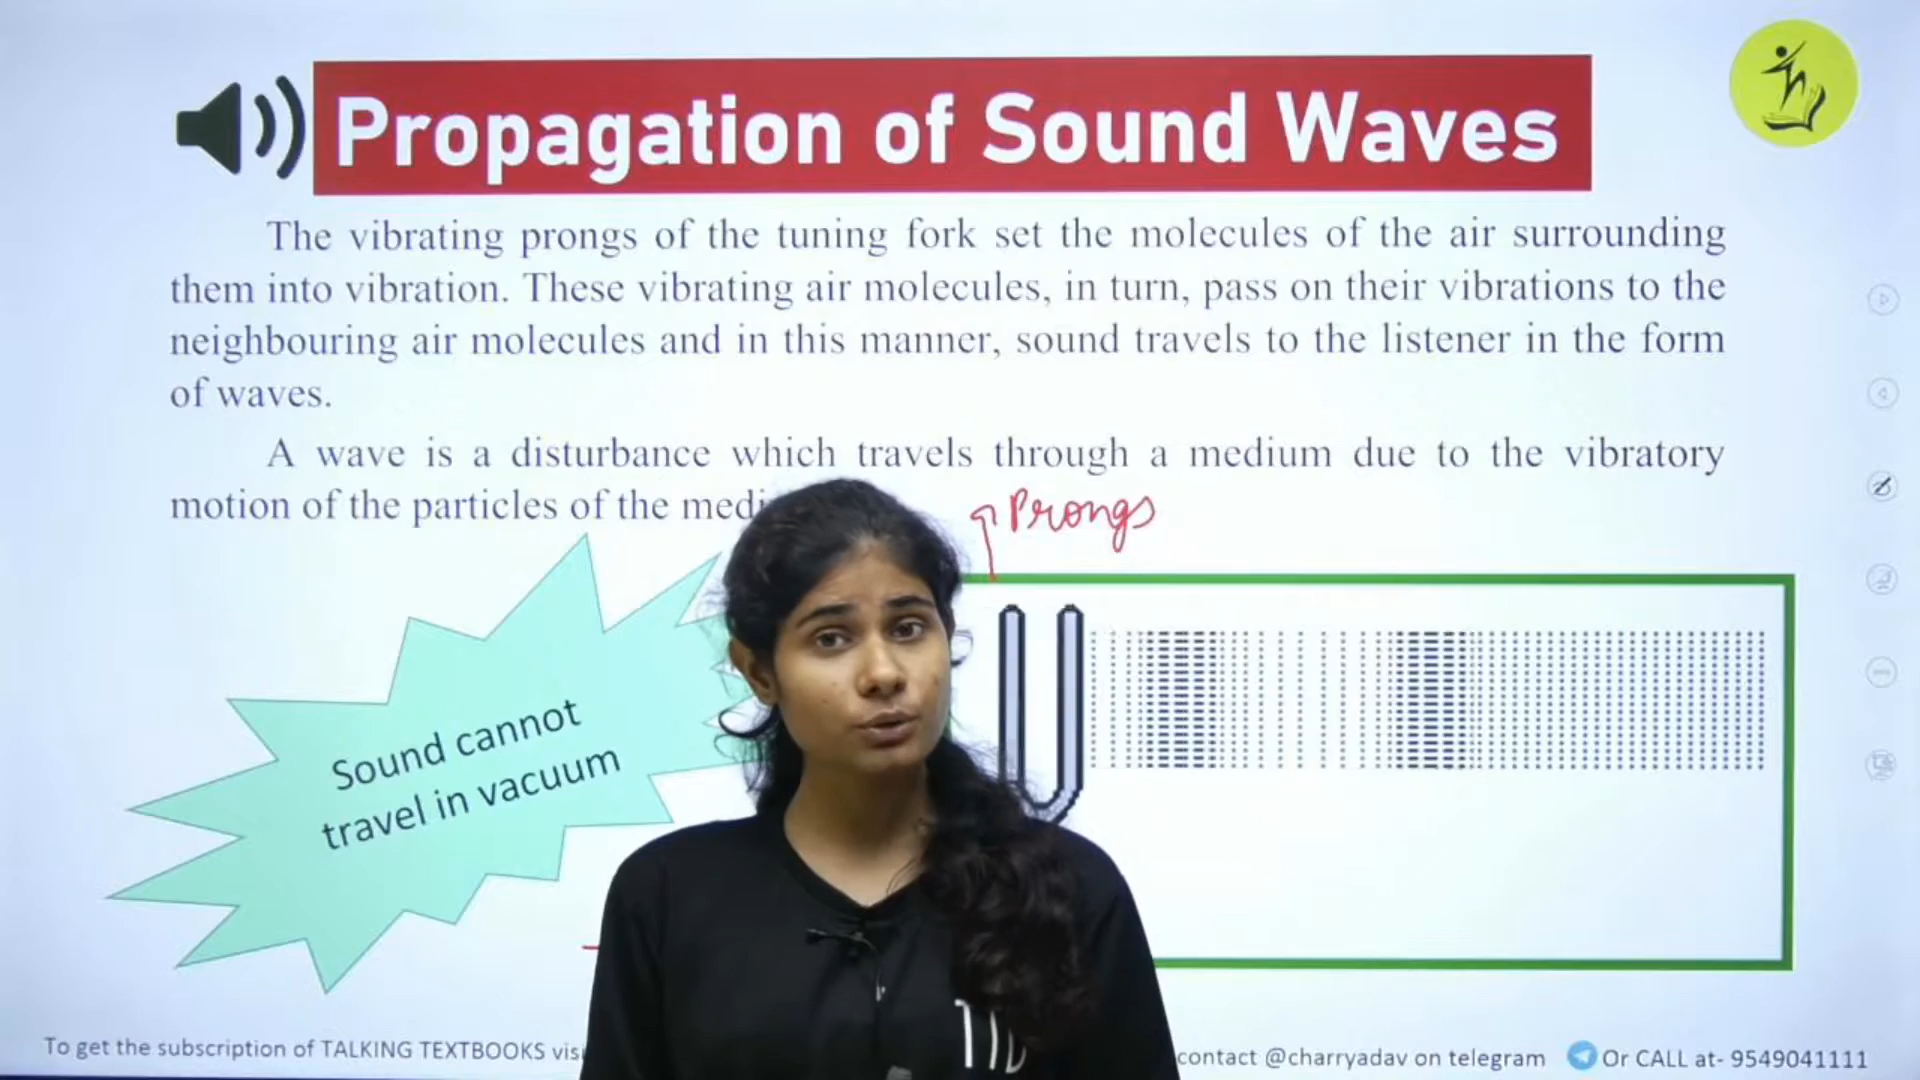 Propagation of Sound Waves
The vibrating prongs of the tuning fork set the molecules of the air surrounding
them into vibration. These vibrating air molecules, in turn, pass on their vibrations to the
neighbouring air molecules and in this manner, sound travels to the listener in the form
of waves.
A wave is a disturbance which travels through a medium due to the vibratory
motion of the particles of the
Prongs
Sound cannot
travel in vacuum
To get the subscription of TALKING TEXTBOOKS
contact @charryadav on telegram Or CALL at- 9549041111